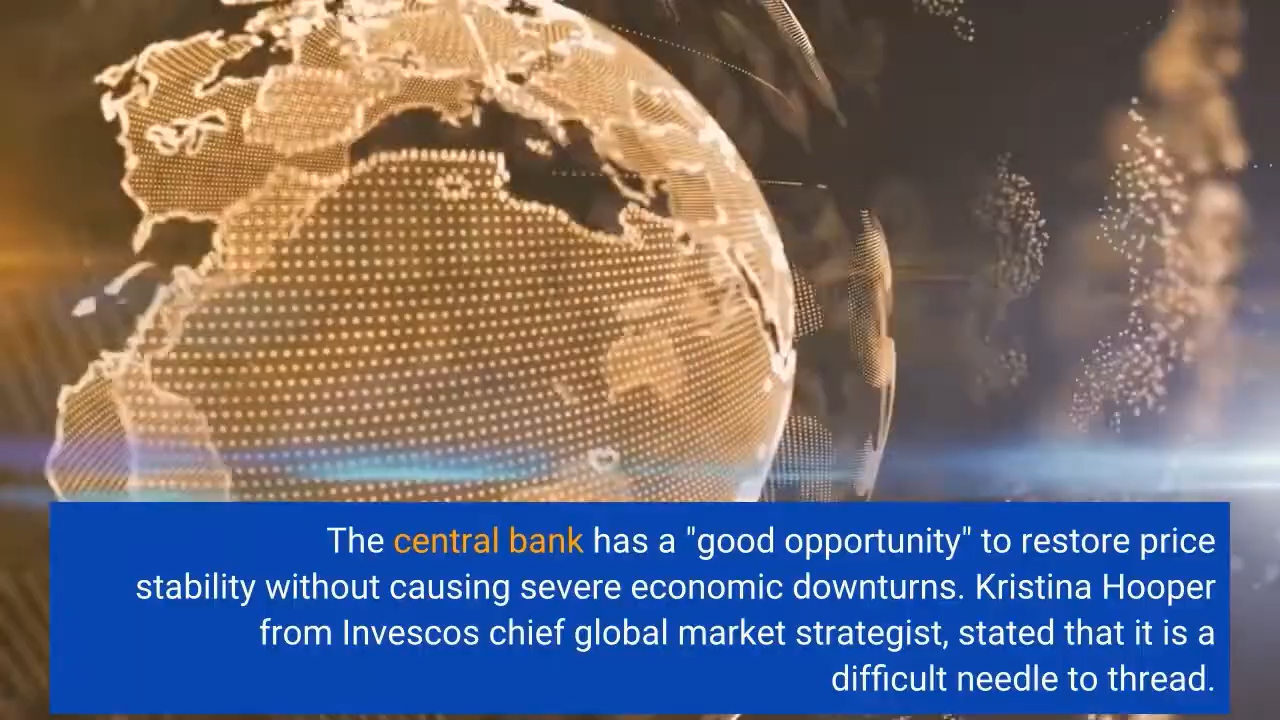 The central bank has a "good opportunity" to restore price
stability without causing severe economic downturns. Kristina Hooper
from Invescos chief global market strategist, stated that it is a
difficult needle to thread.